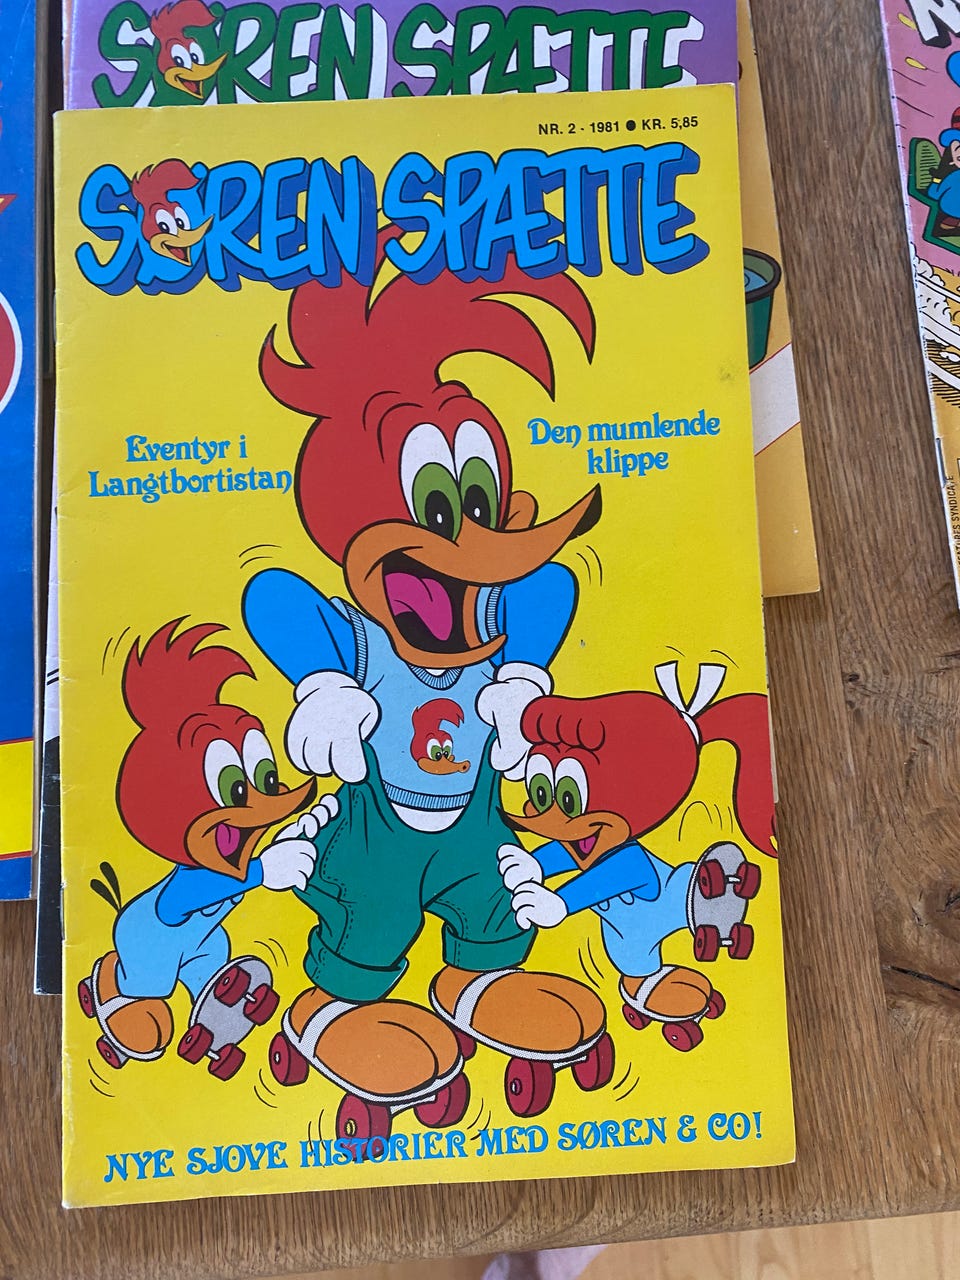 SØREN SPÆTTE
NR. 2 - 1981 ● KR. 5,85
SØREN SPÆTTE
Eventyr i
Langtbortistan
Den mumlende
klippe
NYE SJOVE HISTORIER MED SØREN & CO!
SYNDICATE